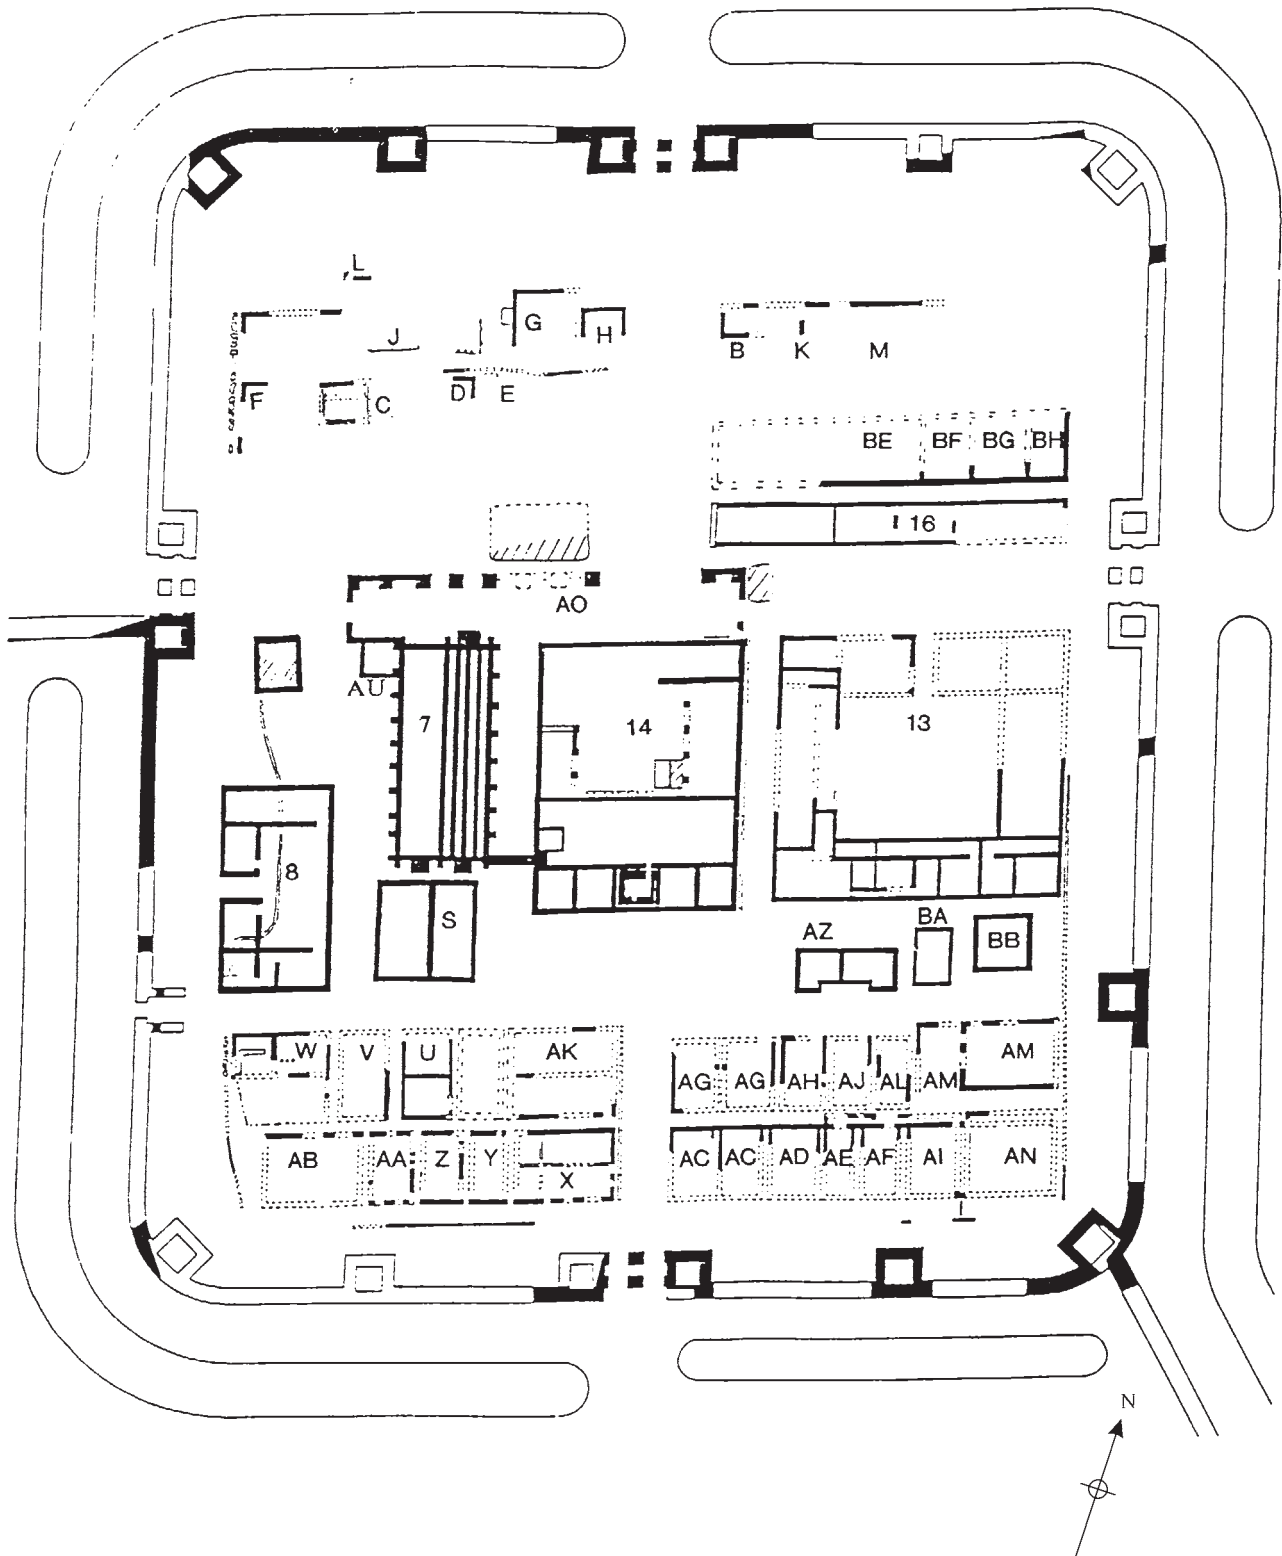 L
G
H
J
B K M
F
C
D
E
BE BF BG BH
16
AO
AU
7
14
13
8
S
AZ
BA
BB
W V U AK
AG AG AH AJ AL AM AM
AB AA Z Y X
AC AC AD AE AF AI AN
N